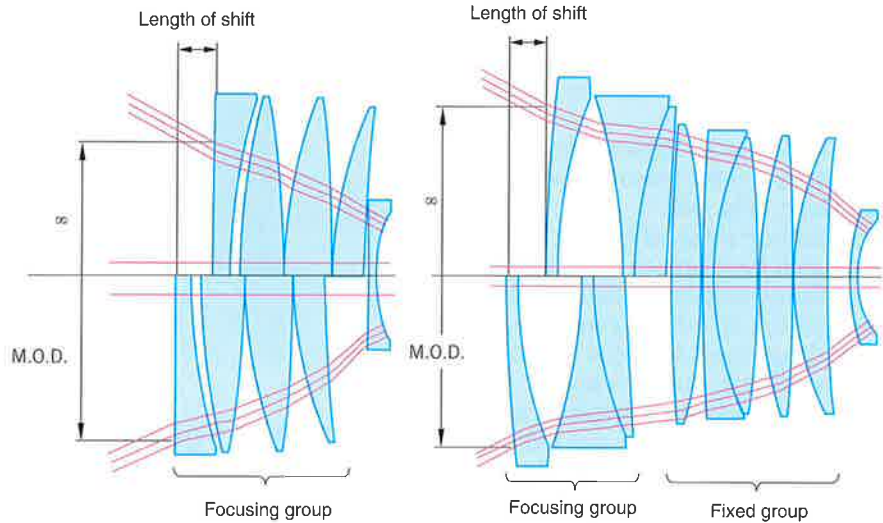 Length of shift
Length of shift
∞
∞
M.O.D.
M.O.D.
Focusing group
Focusing group
Fixed group